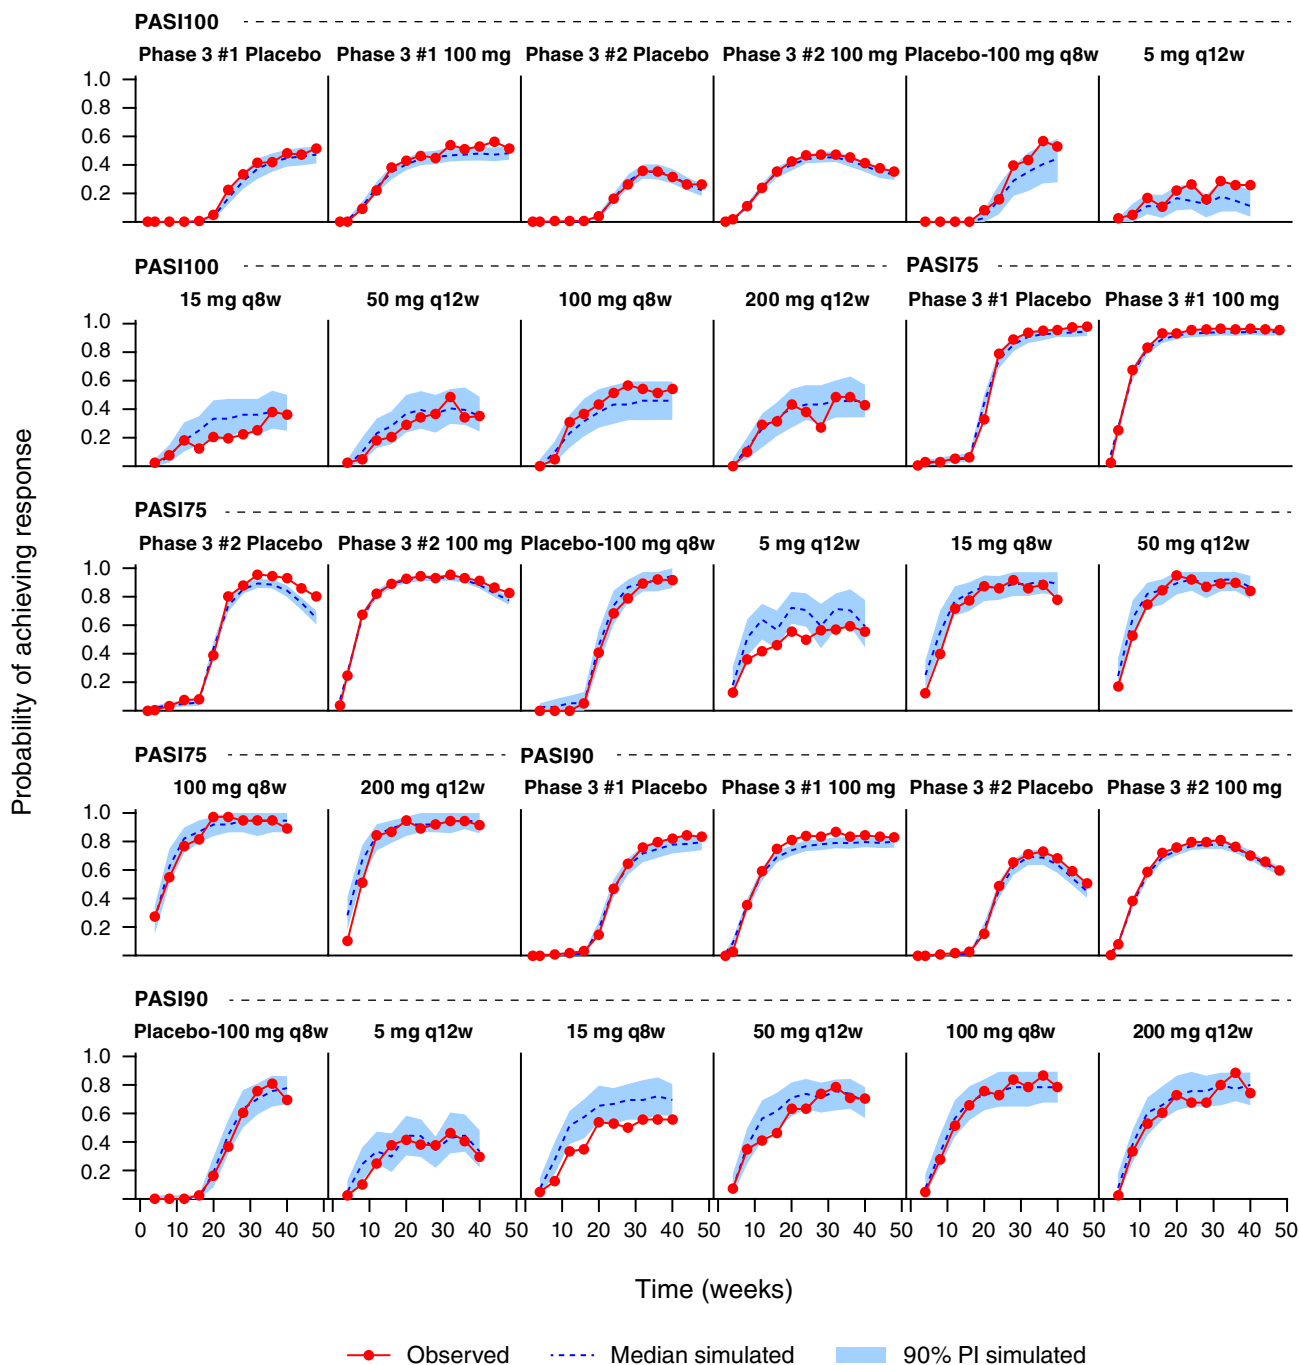 PASI100
Phase 3 #1 Placebo Phase 3 #1 100 mg Phase 3 #2 Placebo Phase 3 #2 100 mg Placebo-100 mg q8w 5 mg q12w
1.0
0.8
0.6
0.4
0.2
PASI100 PASI75
15 mg q8w 50 mg q12w 100 mg q8w 200 mg q12w Phase 3 #1 Placebo Phase 3 #1 100 mg
1.0
0.8
0.6
0.4
0.2
Probability of achieving response
PASI75
Phase 3 #2 Placebo Phase 3 #2 100 mg Placebo-100 mg q8w 5 mg q12w 15 mg q8w 50 mg q12w
1.0
0.8
0.6
0.4
0.2
PASI75 PASI90
100 mg q8w 200 mg q12w Phase 3 #1 Placebo Phase 3 #1 100 mg Phase 3 #2 Placebo Phase 3 #2 100 mg
1.0
0.8
0.6
0.4
0.2
PASI90
Placebo-100 mg q8w 5 mg q12w 15 mg q8w 50 mg q12w 100 mg q8w 200 mg q12w
1.0
0.8
0.6
0.4
0.2
0 10 20 30 40 50 10 20 30 40 50 10 20 30 40 50 10 20 30 40 50 10 20 30 40 50 10 20 30 40 50
Time (weeks)
Observed Median simulated 90% PI simulated